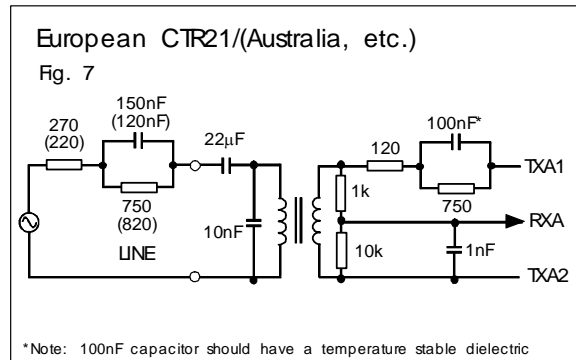 European CTR21/(Australia, etc.)
Fig. 7
150nF
(120nF)
270
(220)
22µF
100nF*
120
TXA1
1k
750
750
(820)
10nF
RXA
LINE
10k
1nF
TXA2
*Note: 100nF capacitor should have a temperature stable dielectric